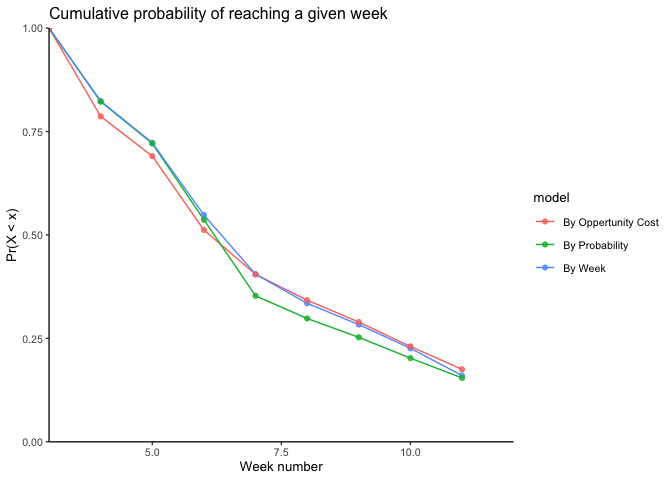 Cumulative probability of reaching a given week
1.00
0.75
0.50
0.25
0.00
Pr(X < x)
5.0
7.5
10.0
Week number
model
By Oppertunity Cost
By Probability
By Week